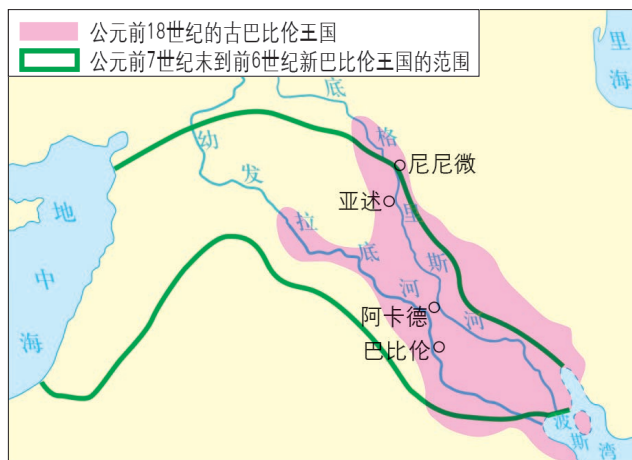 公元前18世纪的古巴比伦王国
公元前7世纪末到前6世纪新巴比伦王国的范围
里海
地中海
幼发拉底河
底格里斯河
尼尼微
亚述
阿卡德
巴比伦
波斯湾